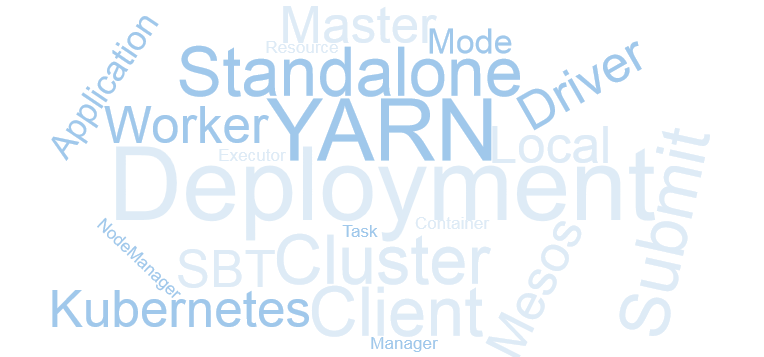 Master
Mode
Resource
Application
Standalone
Driver
Worker
YARN
Local
Executor
Deployment
Submit
Task
Container
NodeManager
SBT
Cluster
Mesos
Kubernetes
Client
Manager